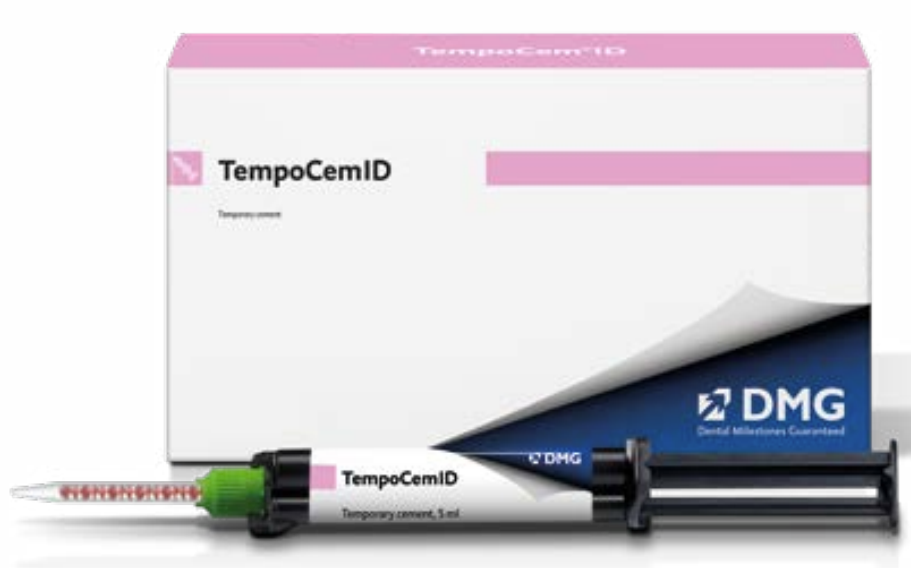 TempoCem®ID
TempoCemID
Temporary cement
DMG
Dental Milestones Guaranteed
DMG
TempoCemID
Temporary cement, 5 ml